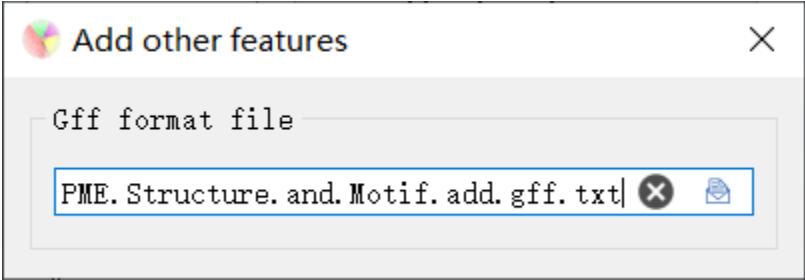 Add other features
Gff format file
PME.Structure.and.Motif.add.gff.txt